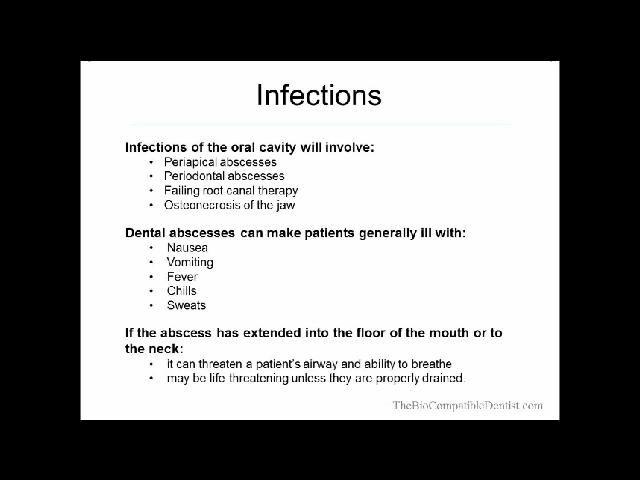 Infections
Infections of the oral cavity will involve:
• Periapical abscesses
• Periodontal abscesses
• Failing root canal therapy
• Osteonecrosis of the jaw
Dental abscesses can make patients generally ill with:
• Nausea
• Vomiting
• Fever
• Chills
• Sweats
If the abscess has extended into the floor of the mouth or to
the neck:
• it can threaten a patient's airway and ability to breathe
• may be life threatening unless they are properly drained.
TheBioCompatibleDentist.com